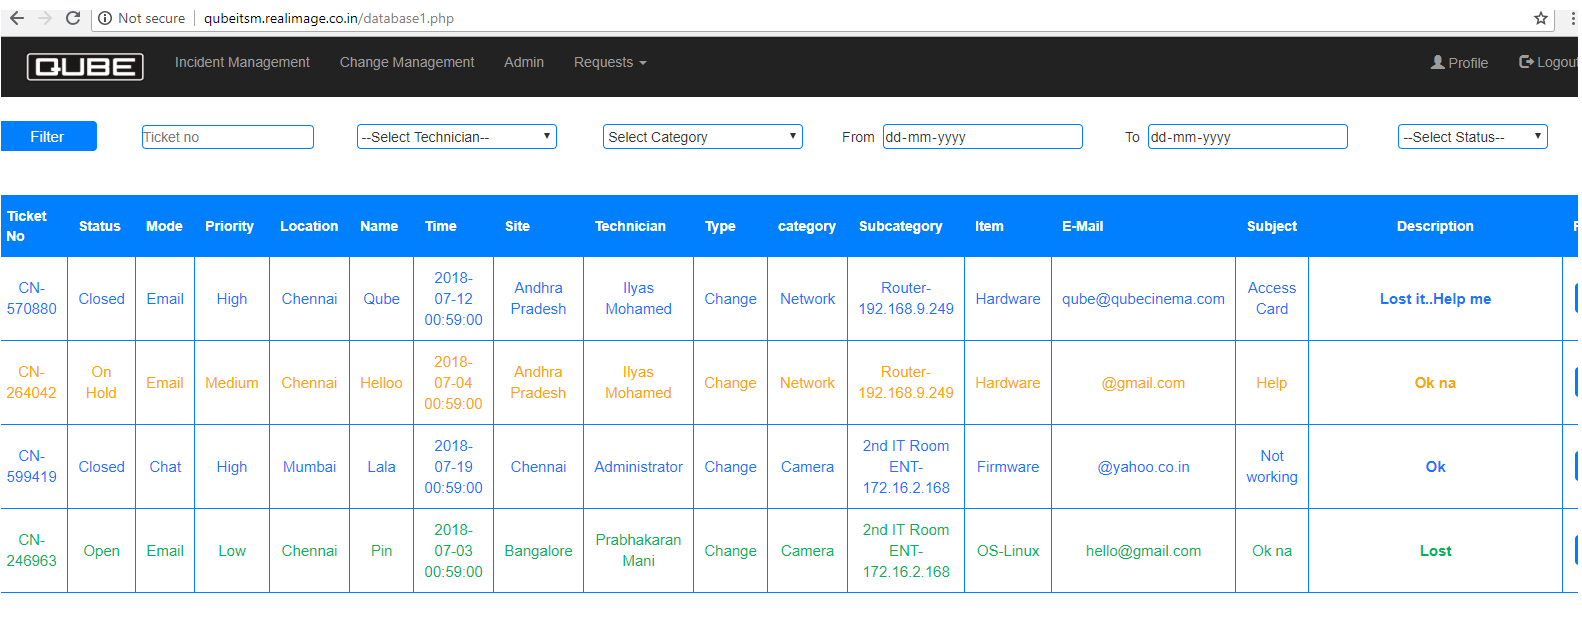 Not secure | qubeitsm.realimage.co.in/database1.php
QUBE Incident Management Change Management Admin Requests Profile Logout
Filter Ticket no --Select Technician-- Select Category From dd-mm-yyyy To dd-mm-yyyy --Select Status--
Ticket No Status Mode Priority Location Name Time Site Technician Type category Subcategory Item E-Mail Subject Description
CN-570880 Closed Email High Chennai Qube 2018-07-12 00:59:00 Andhra Pradesh Ilyas Mohamed Change Network Router-192.168.9.249 Hardware qube@qubecinema.com Access Card Lost it..Help me
CN-264042 On Hold Email Medium Chennai Helloo 2018-07-04 00:59:00 Andhra Pradesh Ilyas Mohamed Change Network Router-192.168.9.249 Hardware @gmail.com Help Ok na
CN-599419 Closed Chat High Mumbai Lala 2018-07-19 00:59:00 Chennai Administrator Change Camera 2nd IT Room ENT-172.16.2.168 Firmware @yahoo.co.in Not working Ok
CN-246963 Open Email Low Chennai Pin 2018-07-03 00:59:00 Bangalore Prabhakaran Mani Change Camera 2nd IT Room ENT-172.16.2.168 OS-Linux hello@gmail.com Ok na Lost